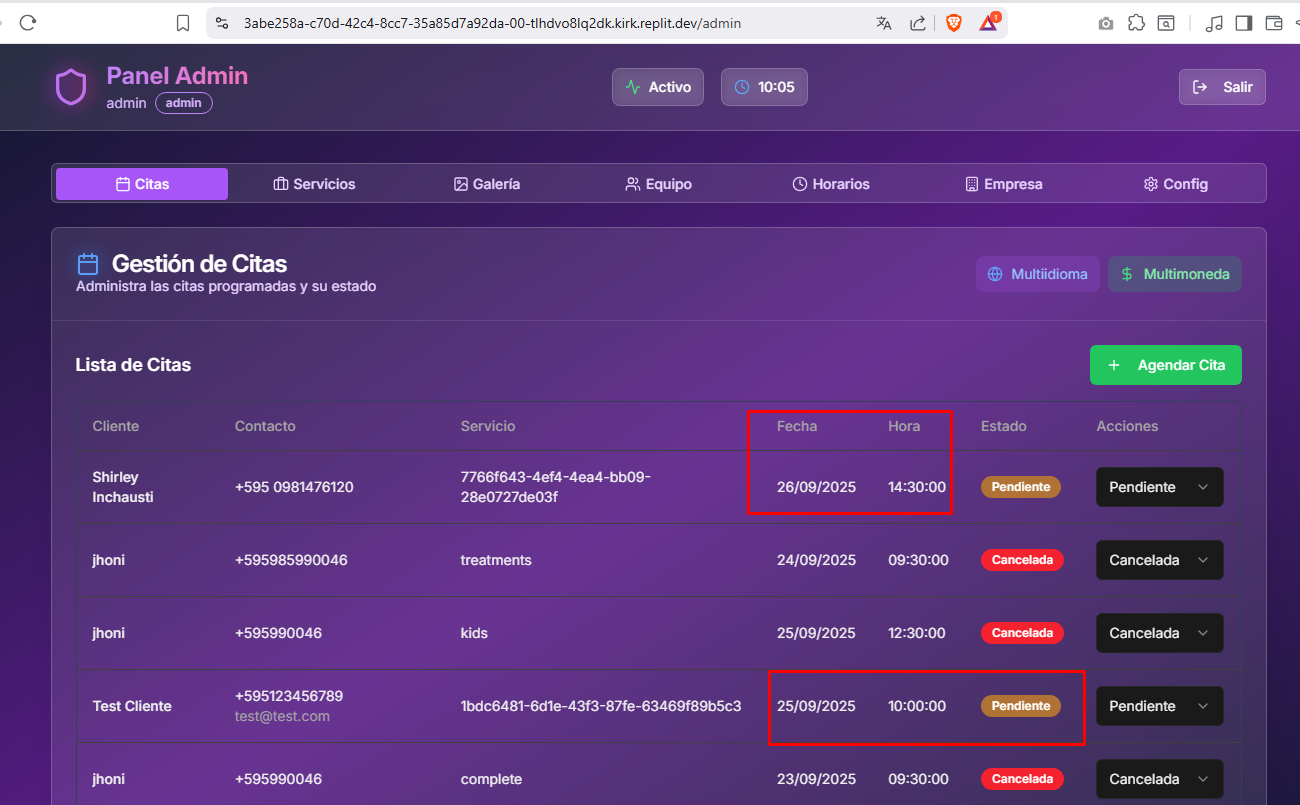 3abe258a-c70d-42c4-8cc7-35a85d7a92da-00-tlhdvo8lq2dk.kirk.replit.dev/admin
1
Panel Admin
admin admin
Activo
10:05
Salir
Citas
Servicios
Galería
Equipo
Horarios
Empresa
Config
Gestión de Citas
Administra las citas programadas y su estado
Multiidioma
Multimoneda
Lista de Citas
Agendar Cita
Cliente Contacto Servicio Fecha Hora Estado Acciones
Shirley
Inchausti
+595 0981476120
7766f643-4ef4-4ea4-bb09-
28e0727de03f
26/09/2025 14:30:00 Pendiente Pendiente
jhoni +595985990046 treatments 24/09/2025 09:30:00 Cancelada Cancelada
jhoni +595990046 kids 25/09/2025 12:30:00 Cancelada Cancelada
Test Cliente
+595123456789
test@test.com
1bdc6481-6d1e-43f3-87fe-63469f89b5c3 25/09/2025 10:00:00 Pendiente Pendiente
jhoni +595990046 complete 23/09/2025 09:30:00 Cancelada Cancelada